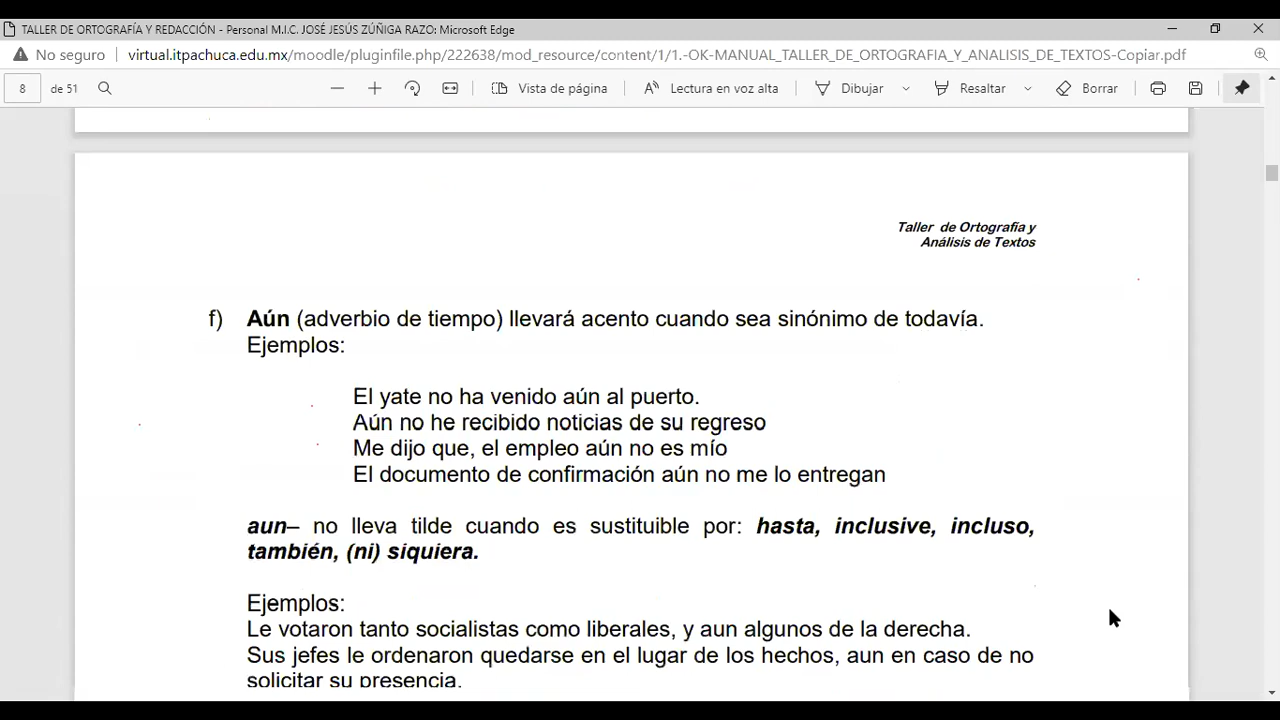 TALLER DE ORTOGRAFÍA Y REDACCIÓN - Personal M.I.C. JOSÉ JESÚS ZÚÑIGA RAZO: Microsoft Edge
No seguro virtual.itpachuca.edu.mx/moodle/pluginfile.php/222638/mod_resource/content/1/1.-OK-MANUAL_TALLER_DE_ORTOGRAFIA_Y_ANALISIS_DE_TEXTOS-Copiar.pdf
8 de 51 Vista de página Lectura en voz alta Dibujar Resaltar Borrar
Taller de Ortografía y
Análisis de Textos
f) Aún (adverbio de tiempo) llevará acento cuando sea sinónimo de todavía.
Ejemplos:
El yate no ha venido aún al puerto.
Aún no he recibido noticias de su regreso
Me dijo que, el empleo aún no es mío
El documento de confirmación aún no me lo entregan
aun– no lleva tilde cuando es sustituible por: hasta, inclusive, incluso,
también, (ni) siquiera.
Ejemplos:
Le votaron tanto socialistas como liberales, y aun algunos de la derecha.
Sus jefes le ordenaron quedarse en el lugar de los hechos, aun en caso de no
solicitar su presencia.